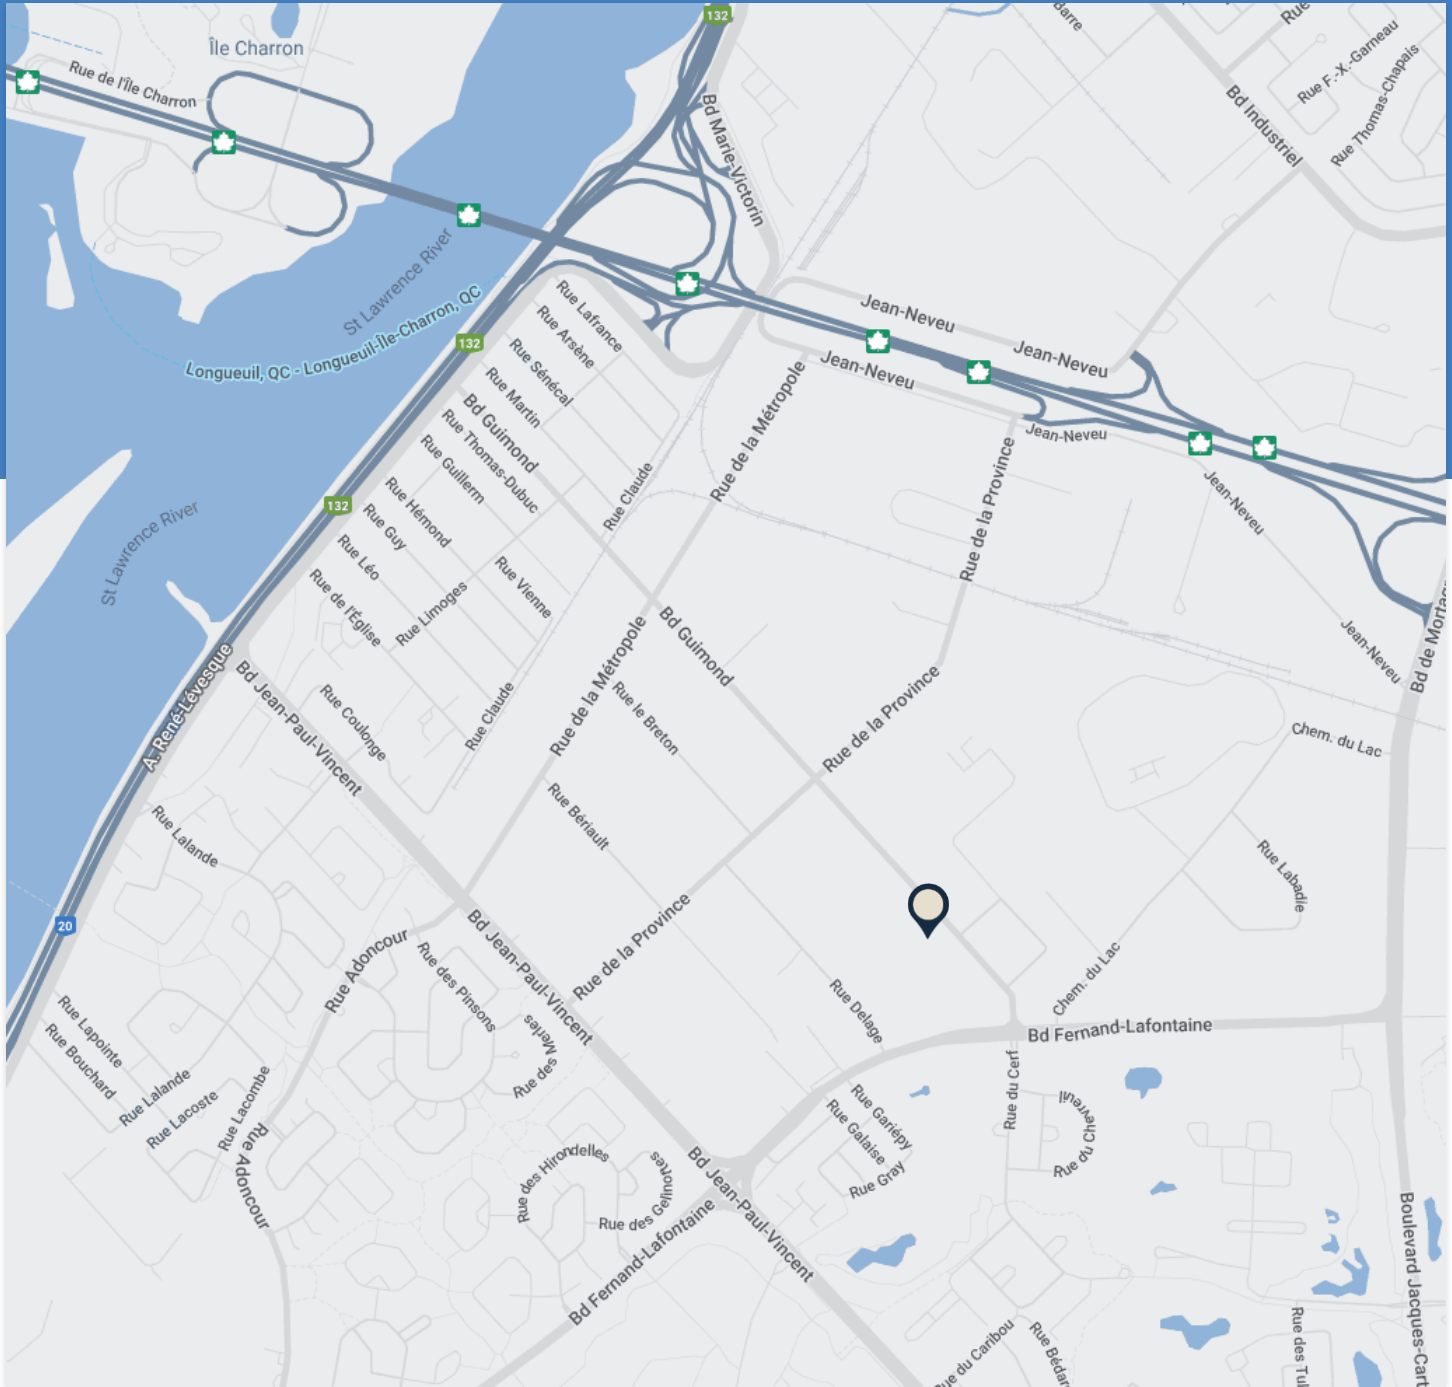 132
Île Charron
Rue de l'Île Charron
Barre
Rue
Rue F.-X.-Garneau
Rue Thomas-Chapais
Bd Industriel
Bd Marie-Victorin
St Lawrence River
Longueuil, QC - Longueuil-Île-Charron, QC
132
Rue Lafrance
Rue Arsène
Rue Sénécal
Rue Martin
Bd Guimond
Rue Thomas-Dubuc
Rue Guillerm
Jean-Neveu
Jean-Neveu
Jean-Neveu
Jean-Neveu
Jean-Neveu
Jean-Neveu
Rue de la Métropole
Rue de la Province
Rue Claude
132
St Lawrence River
Rue Hémond
Rue Guy
Rue Léo
Rue de l'Église
Rue Limoges
Rue Vienne
Bd Guimond
Rue de la Métropole
Rue le Breton
Rue Claude
Rue Coulonge
A. René-Lévesque
Bd Jean-Paul-Vincent
Rue de la Province
Chem. du Lac
Rue Bériault
Rue Lalande
Rue Labadie
20
Rue Adoncour
Rue des Pinsons
Bd Jean-Paul-Vincent
Rue de la Province
Rue Delage
Chem. du Lac
Bd Fernand-Lafontaine
Rue Lapointe
Rue Bouchard
Rue Lalande
Rue Lacoste
Rue Lacombe
Rue des Merles
Rue du Cerf
Rue du Chevreuil
Rue Gariépy
Rue Galaise
Rue Gray
Rue Adoncour
Rue des Hirondelles
Rue des Gelinottes
Bd Jean-Paul-Vincent
Bd Fernand-Lafontaine
Boulevard Jacques-Cart
Rue du Caribou
Rue Bédar
Rue des Tul